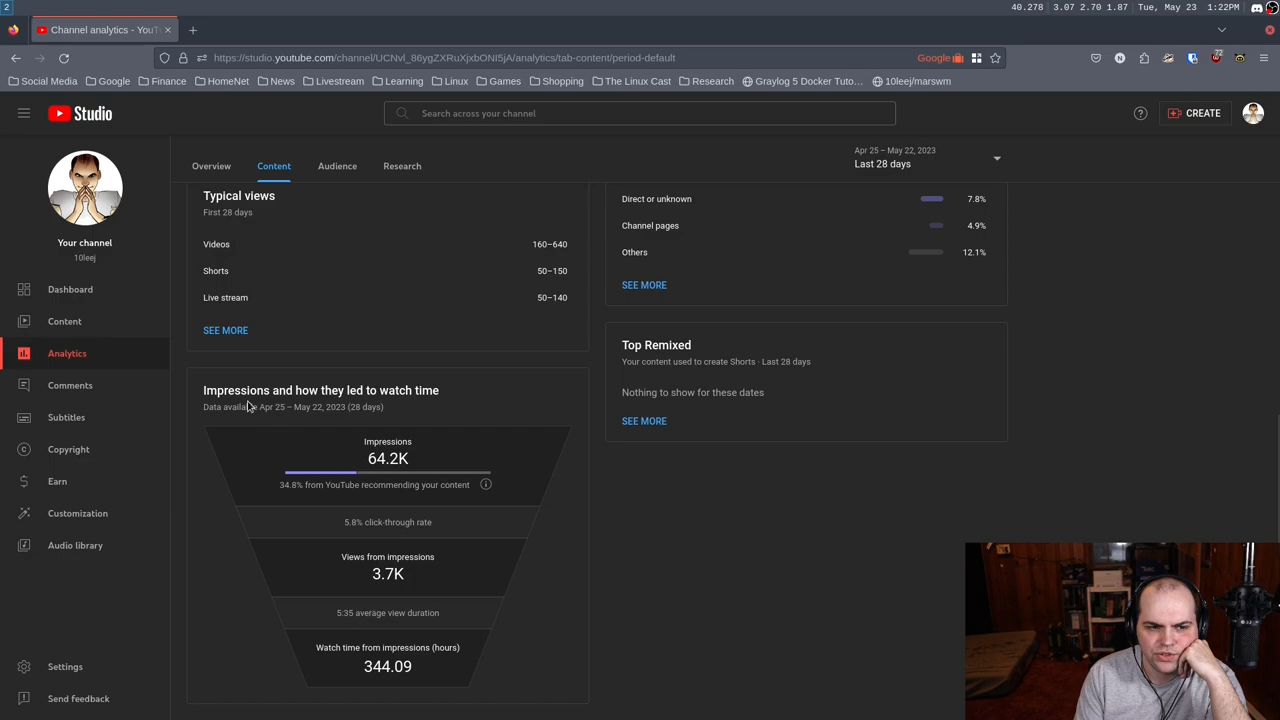 2
40.278 3.07 2.70 1.87 Tue, May 23 1:22PM
Channel analytics - YouT
https://studio.youtube.com/channel/UCNvl_86ygZXRuXjxbONI5jA/analytics/tab-content/period-default
Google
22
Social Media Google Finance HomeNet News Livestream Learning Linux Games Shopping The Linux Cast Research Graylog 5 Docker Tuto… 10leej/marswm
Studio
Search across your channel
CREATE
Your channel
10leej
Dashboard
Content
Analytics
Comments
Subtitles
Copyright
Earn
Customization
Audio library
Settings
Send feedback
Overview Content Audience Research
Apr 25 – May 22, 2023
Last 28 days
Typical views
First 28 days
Videos 160–640
Shorts 50–150
Live stream 50–140
SEE MORE
Impressions and how they led to watch time
Data available Apr 25 – May 22, 2023 (28 days)
Impressions
64.2K
34.8% from YouTube recommending your content
5.8% click-through rate
Views from impressions
3.7K
5:35 average view duration
Watch time from impressions (hours)
344.09
Direct or unknown 7.8%
Channel pages 4.9%
Others 12.1%
SEE MORE
Top Remixed
Your content used to create Shorts · Last 28 days
Nothing to show for these dates
SEE MORE